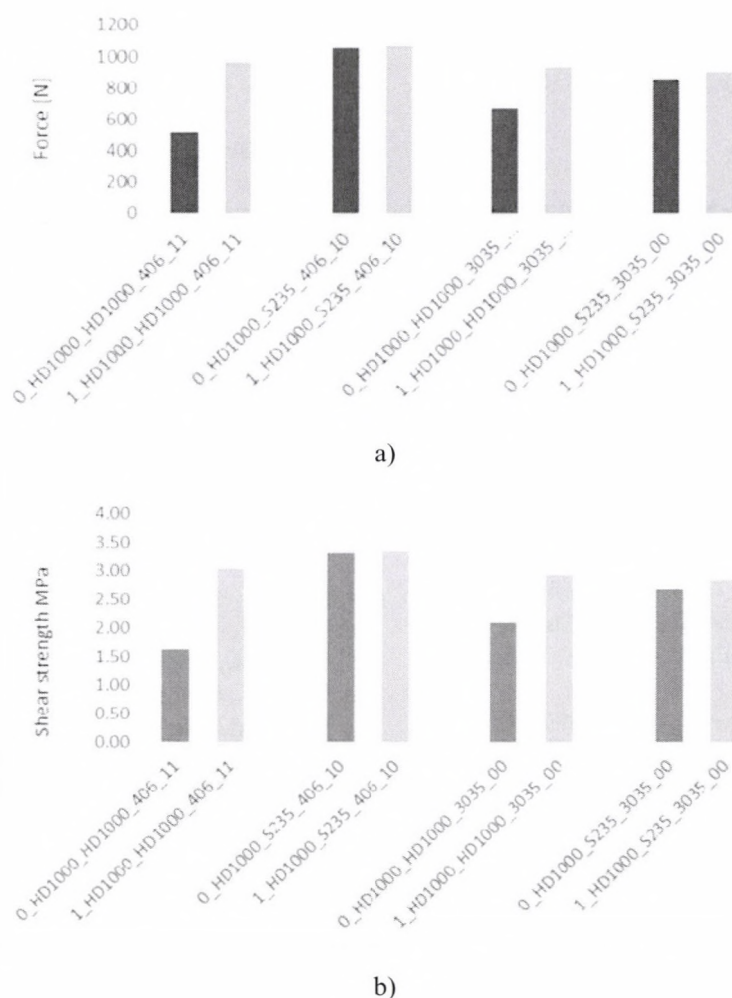 1200
1000
800
600
400
200
0
Force [N]
0_HD1000_HD1000_406_11
1_HD1000_HD1000_406_11
0_HD1000_S235_406_10
1_HD1000_S235_406_10
0_HD1000_HD1000_3035_...
1_HD1000_HD1000_3035_...
0_HD1000_S235_3035_00
1_HD1000_S235_3035_00
a)
4.00
3.50
3.00
2.50
2.00
1.50
1.00
0.50
0.00
Shear strength MPa
0_HD1000_HD1000_406_11
1_HD1000_HD1000_406_11
0_HD1000_S235_406_10
1_HD1000_S235_406_10
0_HD1000_HD1000_3035_00
1_HD1000_HD1000_3035_00
0_HD1000_S235_3035_00
1_HD1000_S235_3035_00
b)